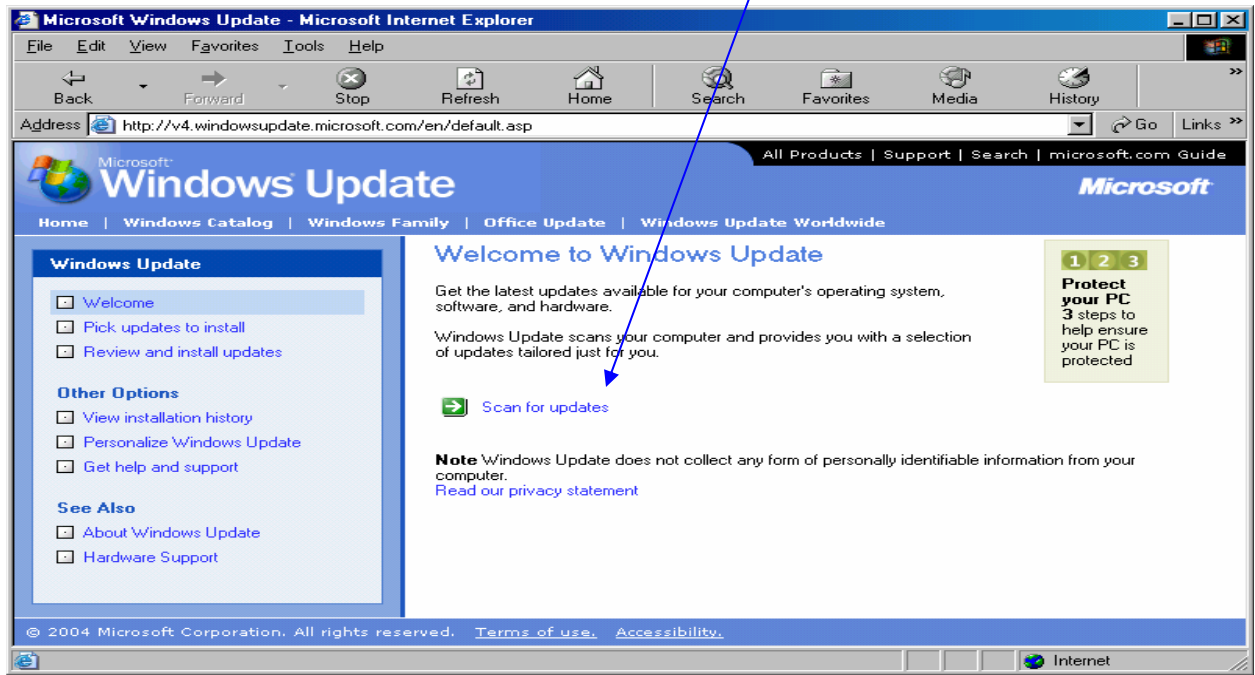 Microsoft Windows Update - Microsoft Internet Explorer
File Edit View Favorites Tools Help
Back Forward Stop Refresh Home Search Favorites Media History »
Address http://v4.windowsupdate.microsoft.com/en/default.asp Go Links »
All Products | Support | Search | microsoft.com Guide
Microsoft
Windows Update
Microsoft
Home | Windows Catalog | Windows Family | Office Update | Windows Update Worldwide
Windows Update
Welcome
Pick updates to install
Review and install updates
Other Options
View installation history
Personalize Windows Update
Get help and support
See Also
About Windows Update
Hardware Support
Welcome to Windows Update
Get the latest updates available for your computer's operating system,
software, and hardware.
Windows Update scans your computer and provides you with a selection
of updates tailored just for you.
Scan for updates
Note Windows Update does not collect any form of personally identifiable information from your
computer.
Read our privacy statement
1 2 3
Protect
your PC
3 steps to
help ensure
your PC is
protected
© 2004 Microsoft Corporation. All rights reserved. Terms of use. Accessibility.
Internet